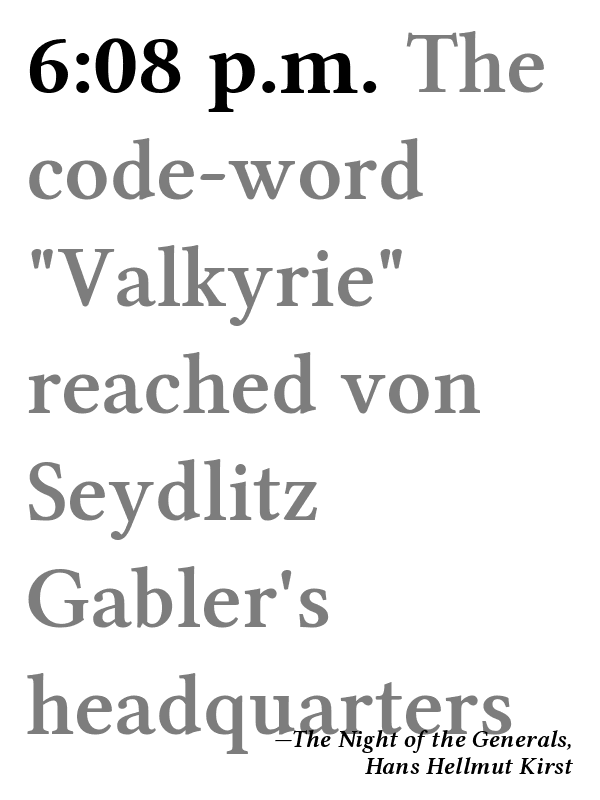 6:08 p.m. The
code-word
"Valkyrie"
reached von
Seydlitz
Gabler's
headquarters
—The Night of the Generals,
Hans Hellmut Kirst